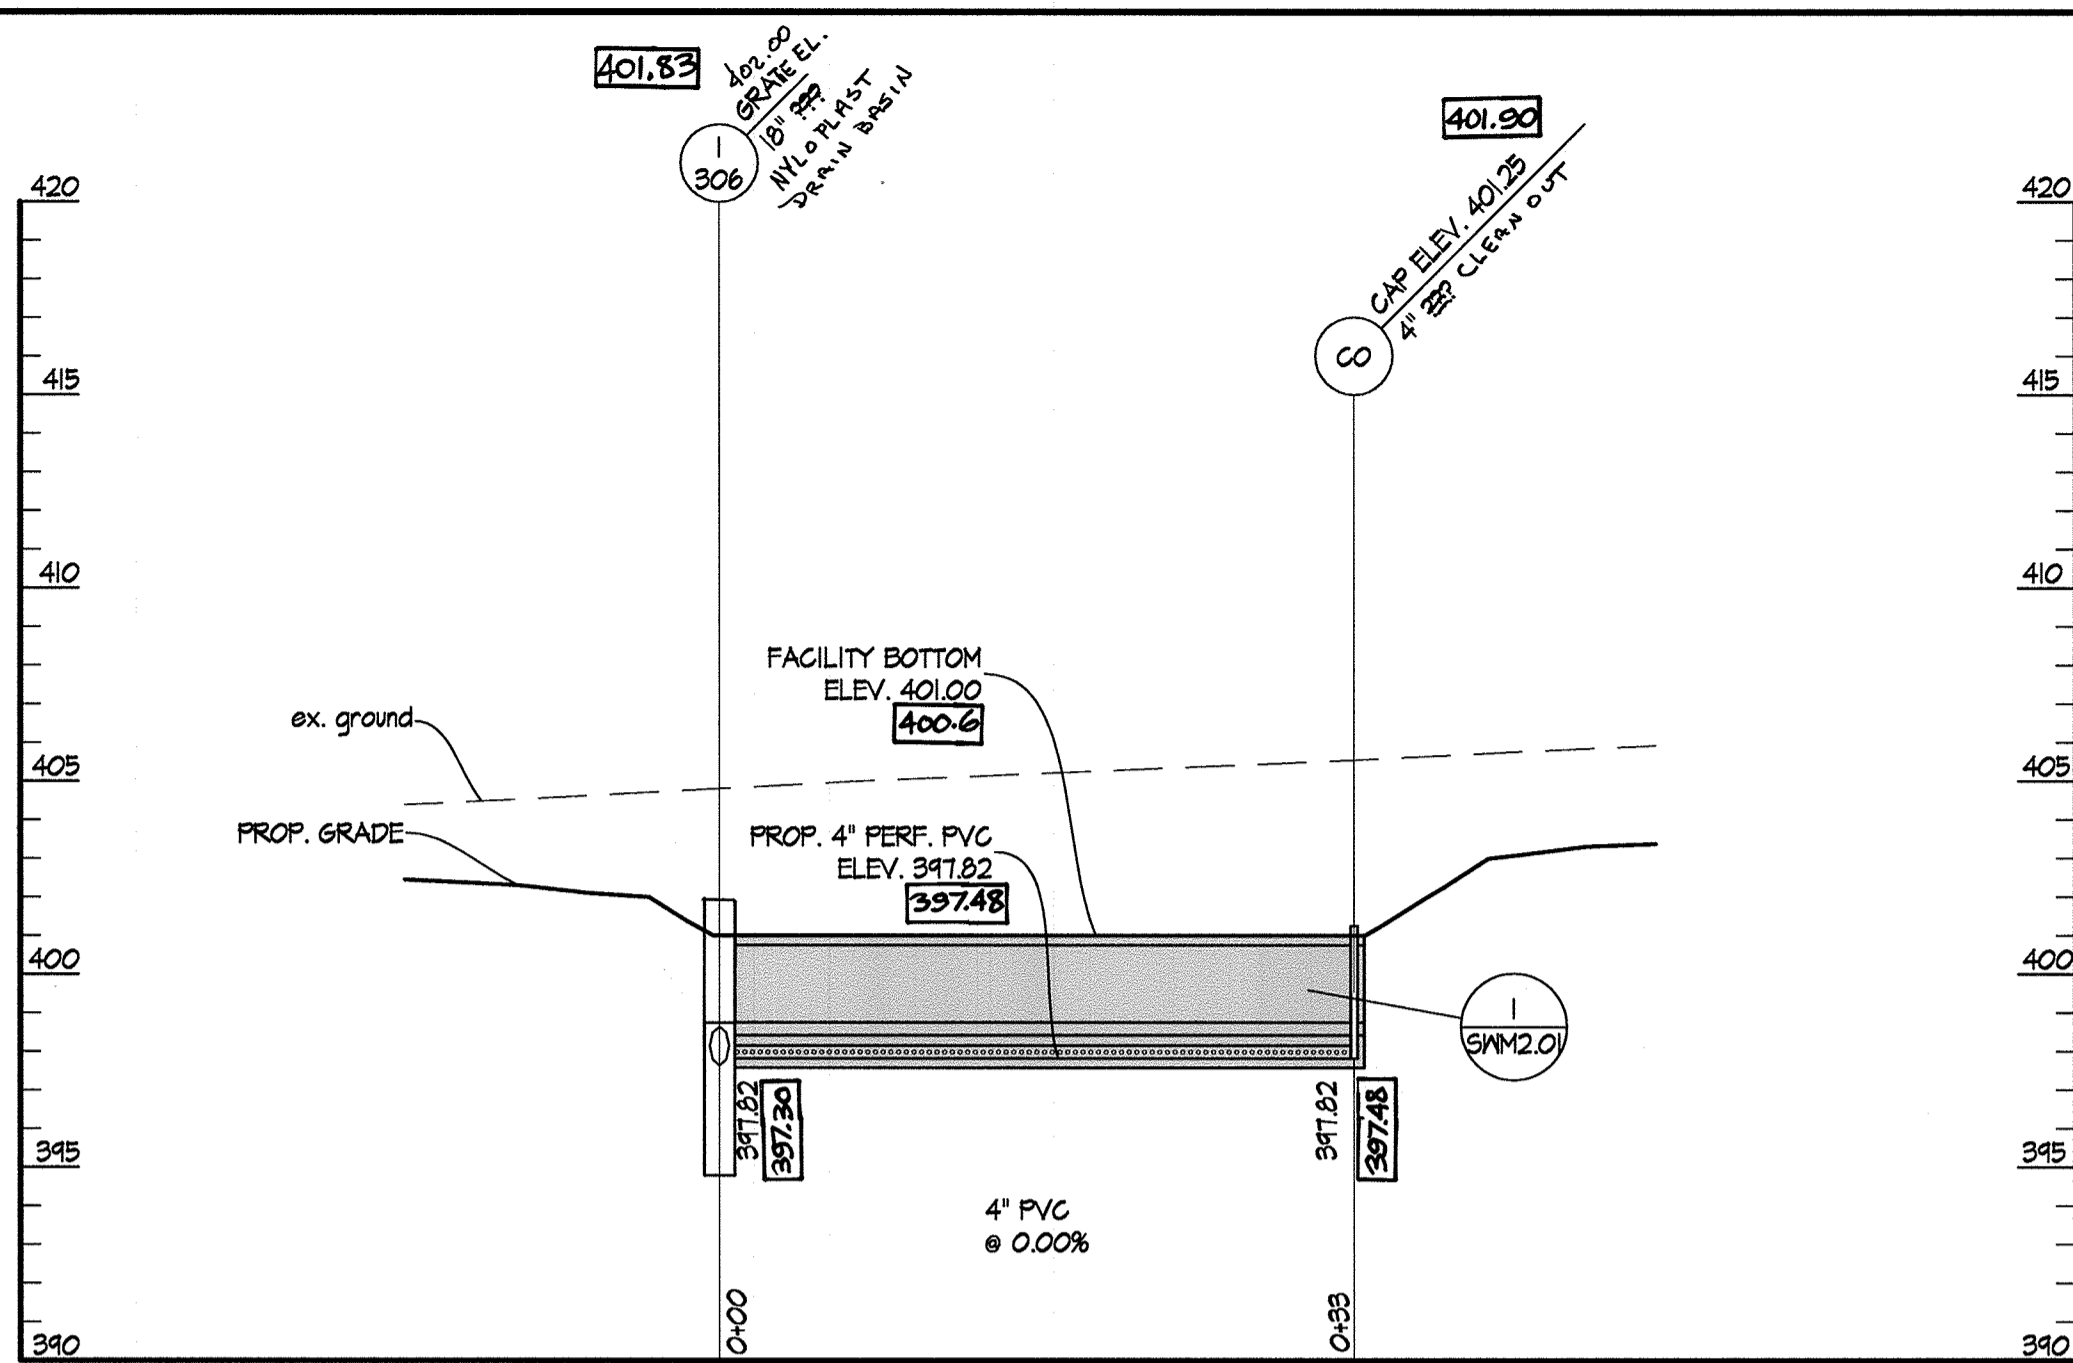 401.83
402.00
GRATE EL.
18" ???
NYLOPLAST
DRAIN BASIN
1
306
401.90
CAP ELEV. 401.25
4" ??? CLEAN OUT
CO
420
415
410
405
400
395
390
420
415
410
405
400
395
390
FACILITY BOTTOM
ELEV. 401.00
400.6
ex. ground
PROP. GRADE
PROP. 4" PERF. PVC
ELEV. 397.82
397.48
1
SWM2.01
397.82
397.30
397.82
397.48
4" PVC
@ 0.00%
0+00
0+33